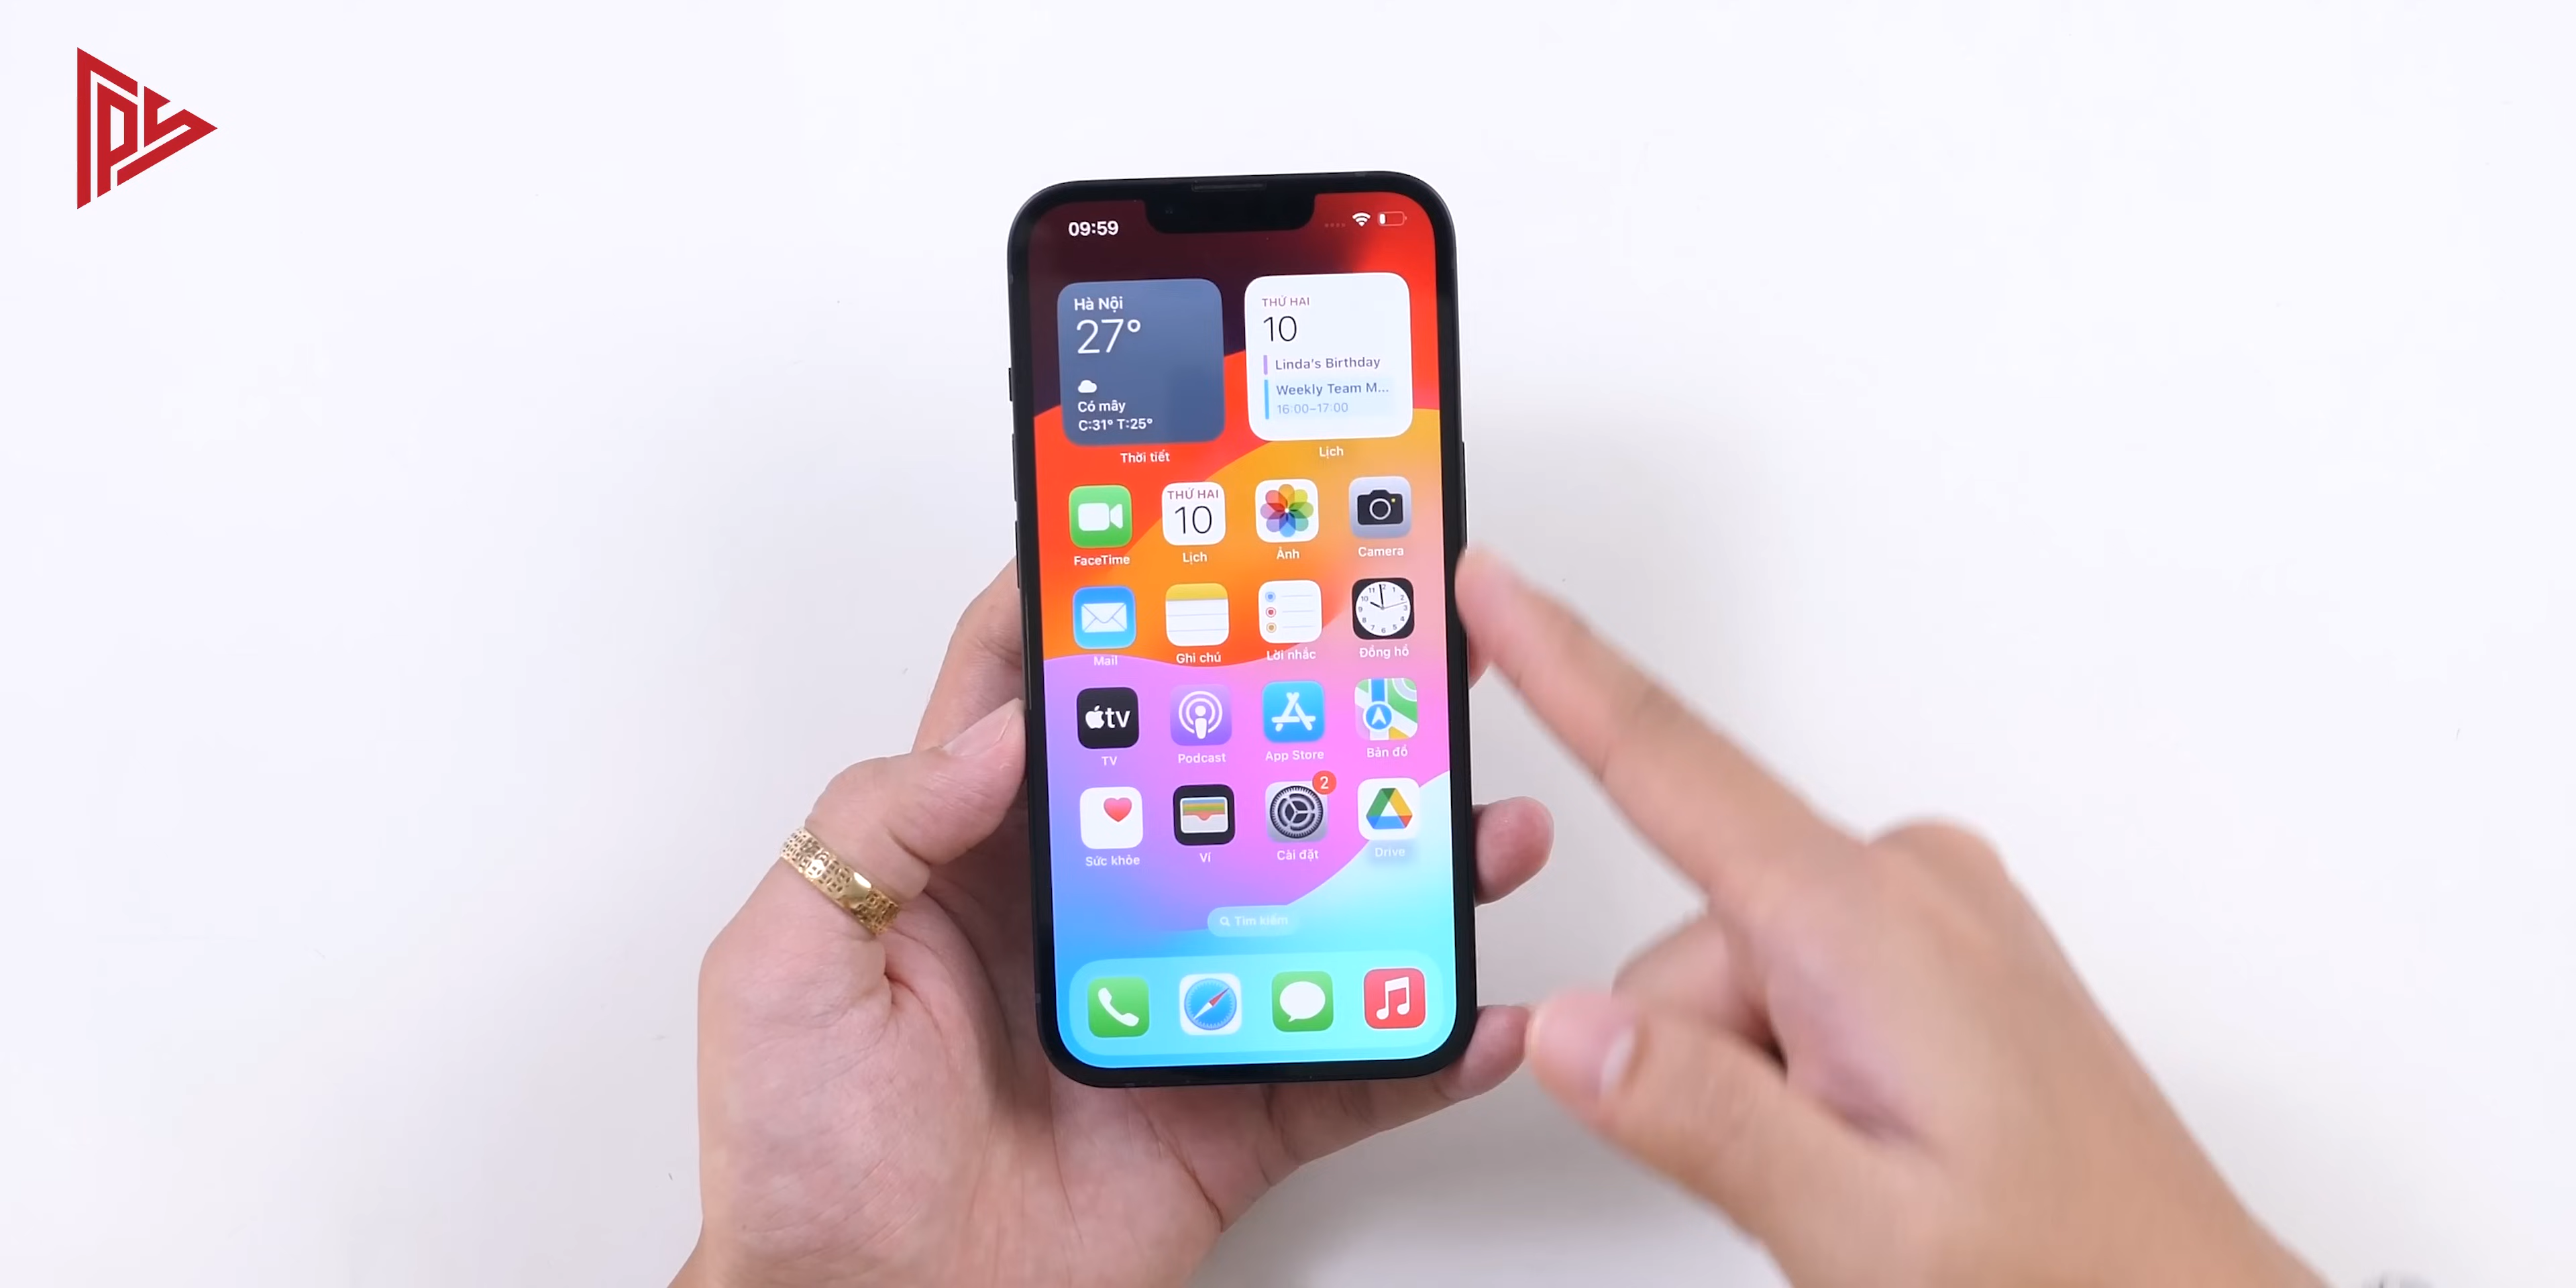 09:59
Hà Nội
27°
Có mây
C:31° T:25°
Thời tiết
THỨ HAI
10
Linda's Birthday
Weekly Team M...
16:00–17:00
Lịch
FaceTime
THỨ HAI
10
Lịch
Ảnh
Camera
Mail
Ghi chú
Lời nhắc
Đồng hồ
tv
TV
Podcast
App Store
Bản đồ
Sức khỏe
Ví
2
Cài đặt
Drive
Tìm kiếm